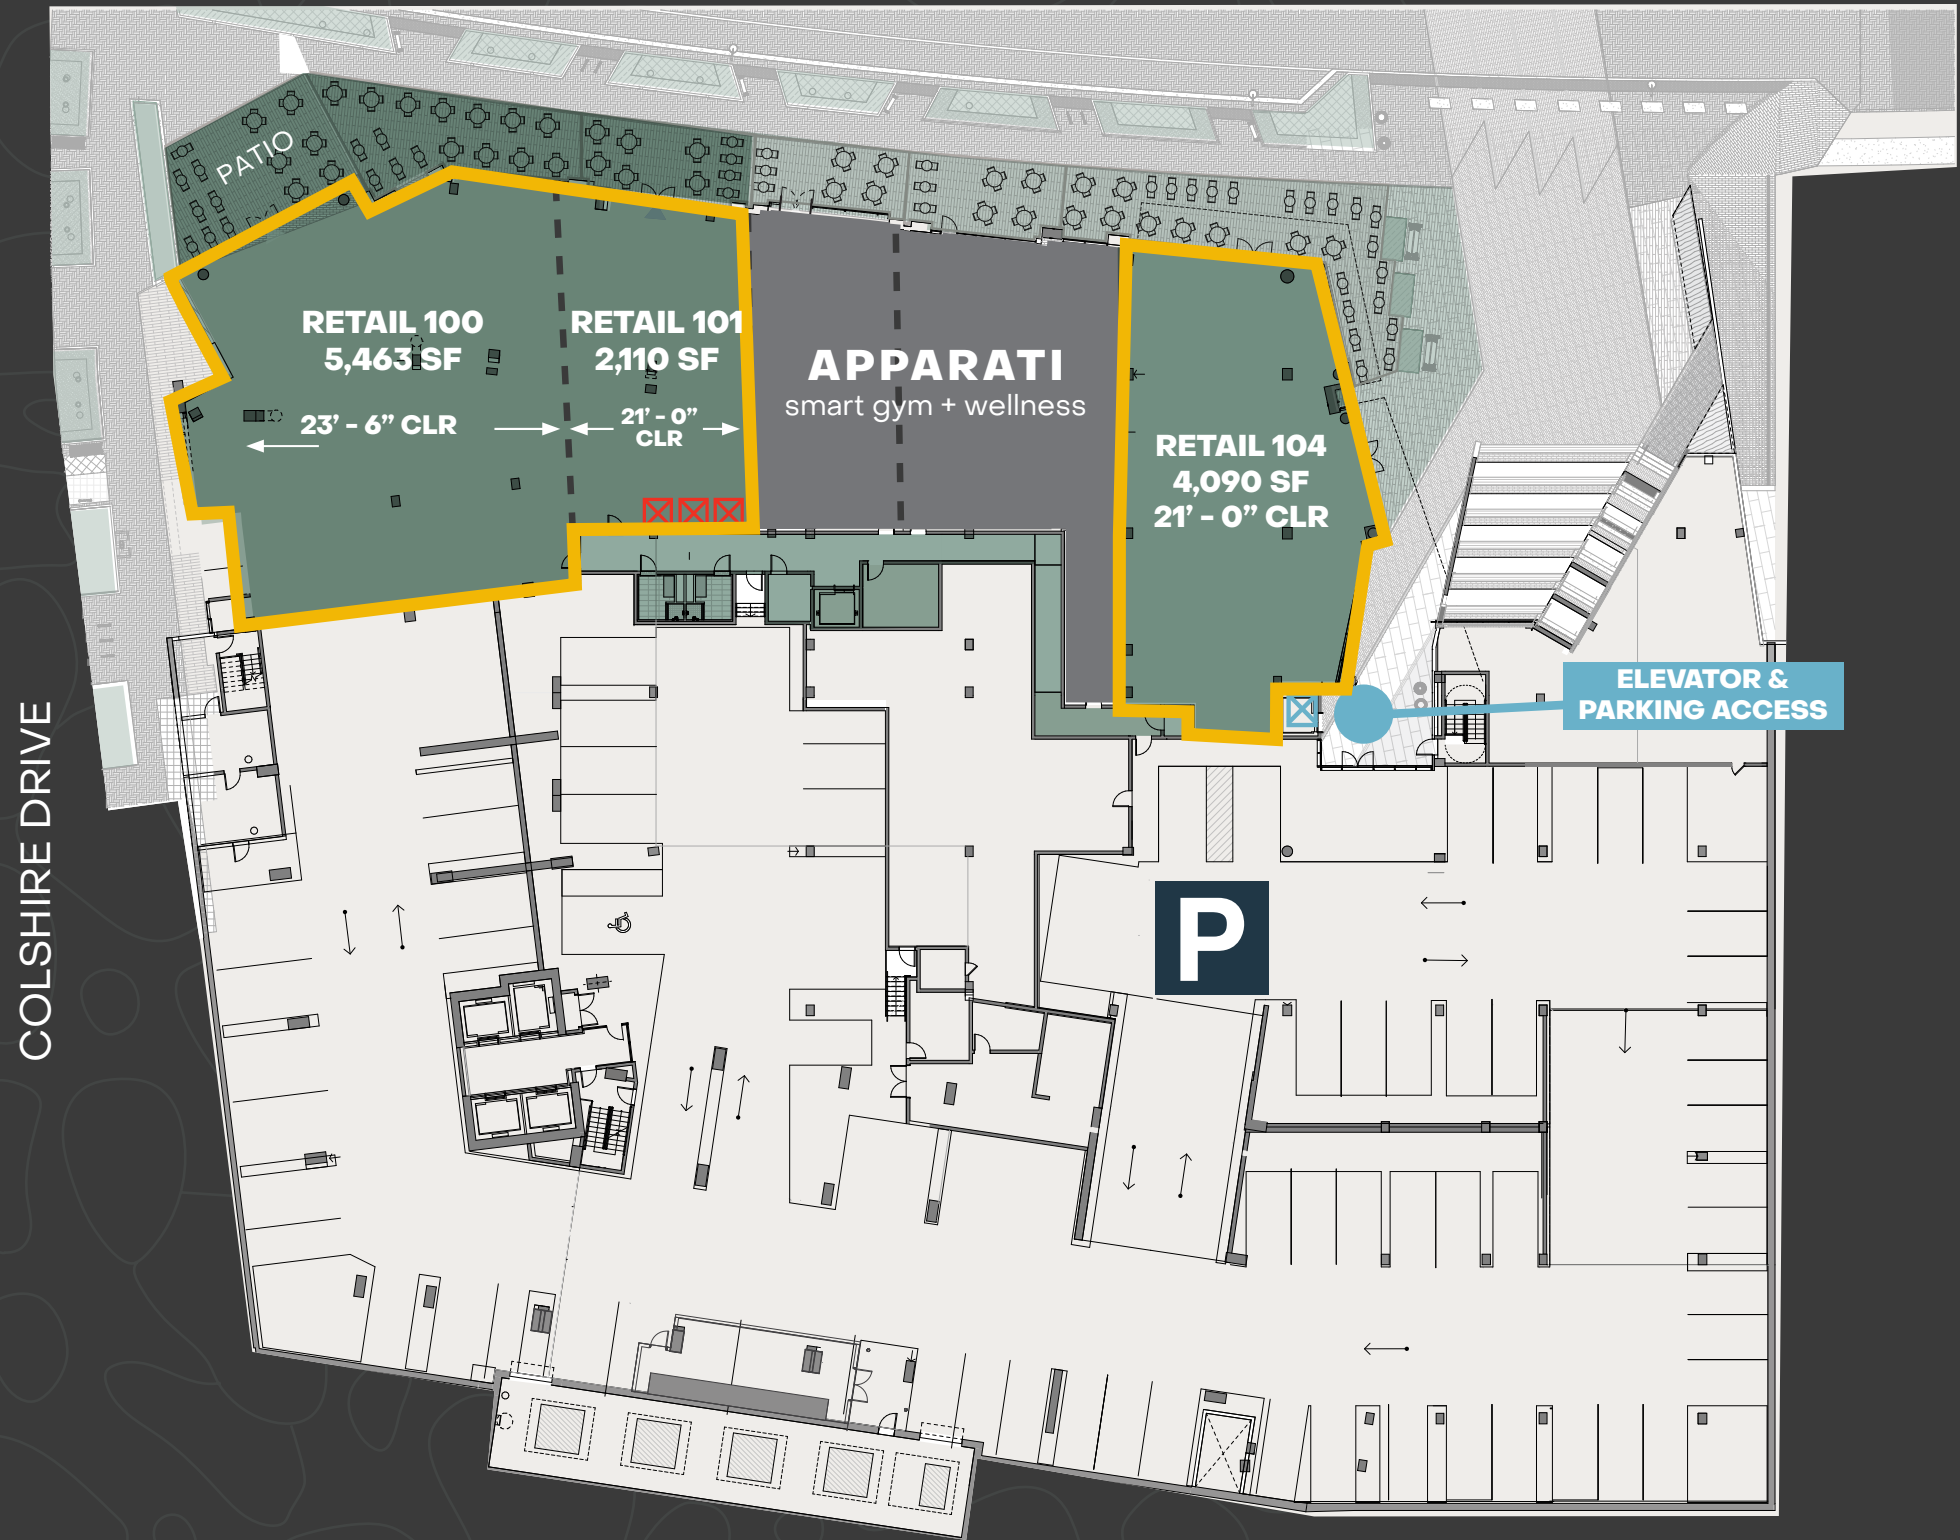 PATIO
RETAIL 100
5,463 SF
23’ - 6” CLR
RETAIL 101
2,110 SF
21’ - 0”
CLR
APPARATI
smart gym + wellness
RETAIL 104
4,090 SF
21’ - 0” CLR
ELEVATOR &
PARKING ACCESS
COLSHIRE DRIVE
P